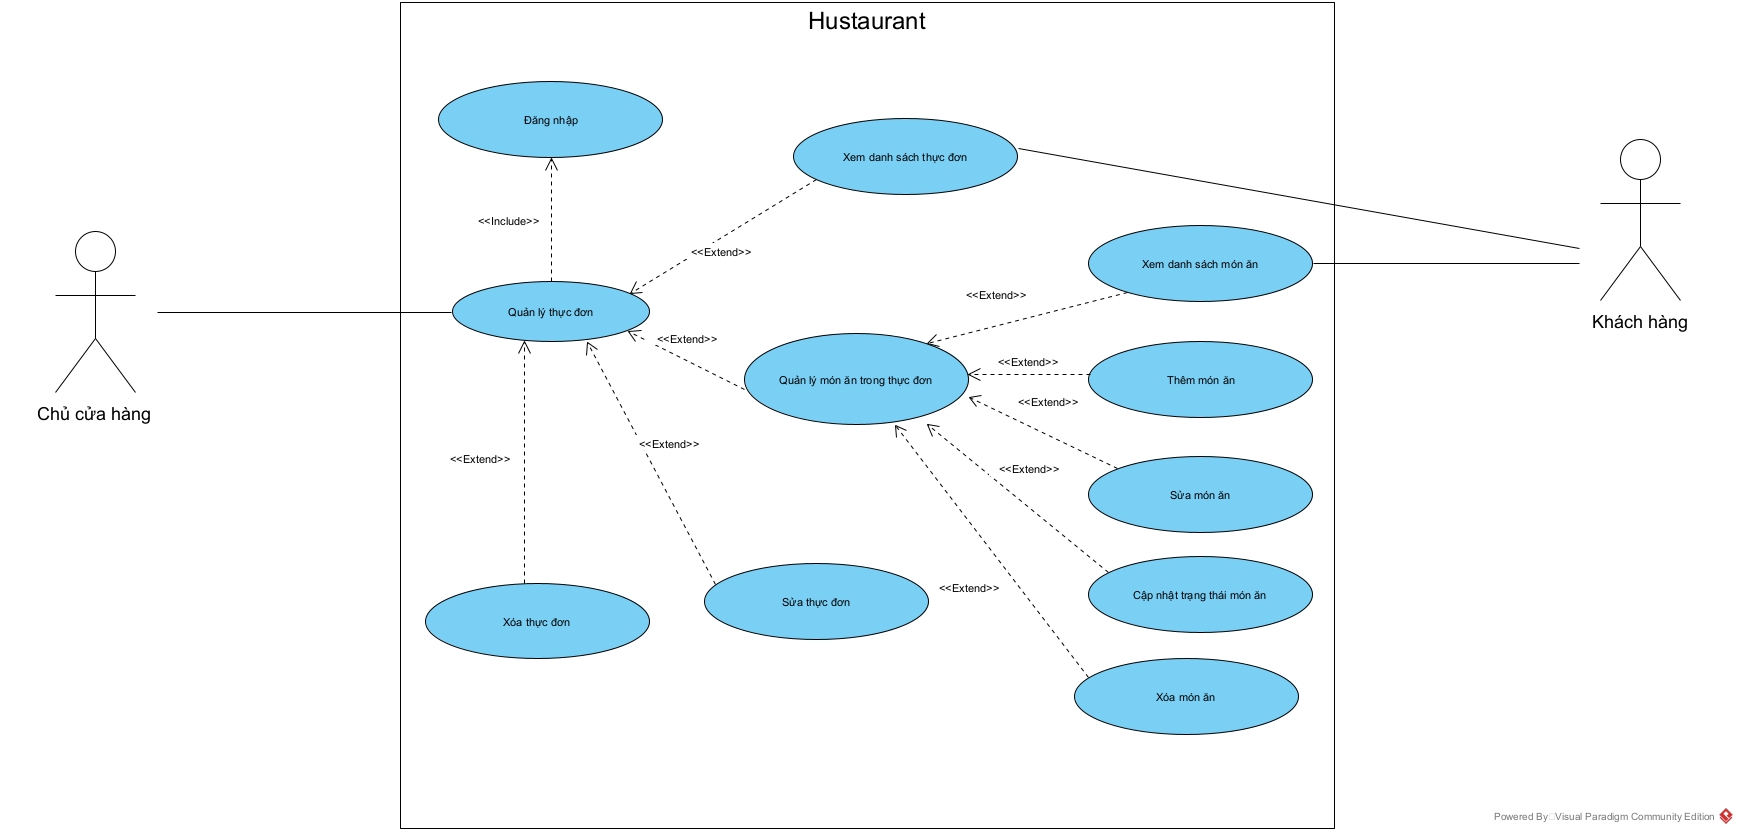 Hustaurant
Đăng nhập
Xem danh sách thực đơn
<<Include>>
<<Extend>>
Xem danh sách món ăn
<<Extend>>
Quản lý thực đơn
Khách hàng
<<Extend>>
<<Extend>>
Quản lý món ăn trong thực đơn
Thêm món ăn
<<Extend>>
Chủ cửa hàng
<<Extend>>
<<Extend>>
<<Extend>>
Sửa món ăn
<<Extend>>
Cập nhật trạng thái món ăn
Sửa thực đơn
Xóa thực đơn
Xóa món ăn
Powered By Visual Paradigm Community Edition